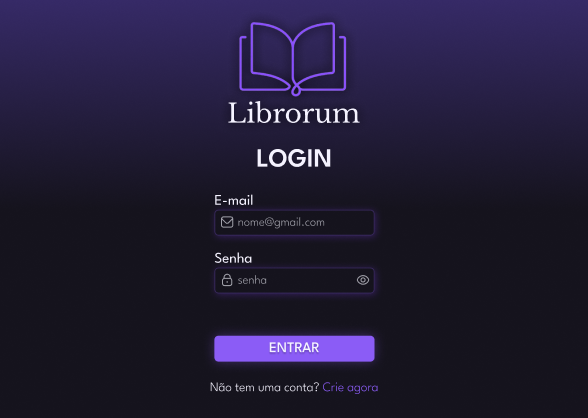 Librorum
LOGIN
E-mail
nome@gmail.com
Senha
senha
ENTRAR
Não tem uma conta? Crie agora